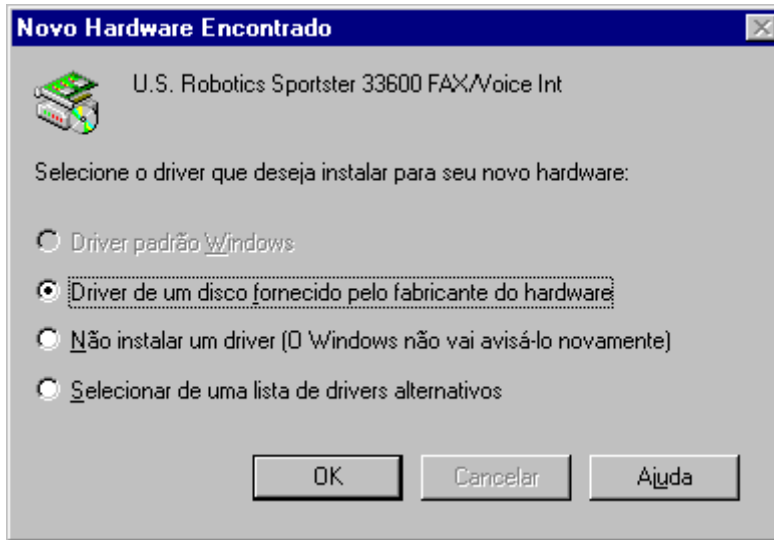 Novo Hardware Encontrado
U.S. Robotics Sportster 33600 FAX/Voice Int
Selecione o driver que deseja instalar para seu novo hardware:
Driver padrão Windows
Driver de um disco fornecido pelo fabricante do hardware
Não instalar um driver (O Windows não vai avisá-lo novamente)
Selecionar de uma lista de drivers alternativos
OK Cancelar Ajuda